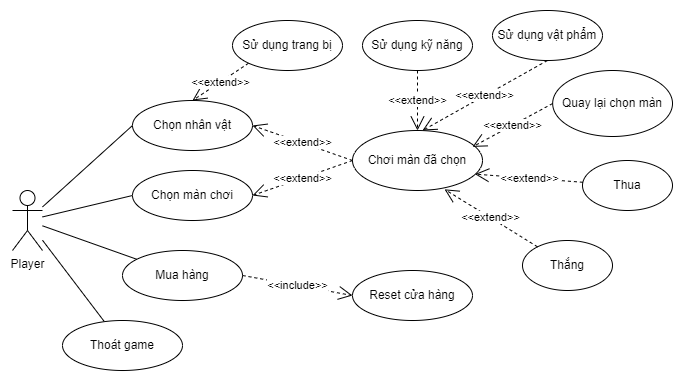 Sử dụng trang bị
Sử dụng kỹ năng
Sử dụng vật phẩm
<<extend>>
<<extend>>
<<extend>>
Quay lại chọn màn
Chọn nhân vật
<<extend>>
<<extend>>
Chơi màn đã chọn
<<extend>>
<<extend>>
Thua
Chọn màn chơi
<<extend>>
Player
Mua hàng
<<include>>
Reset cửa hàng
Thắng
Thoát game